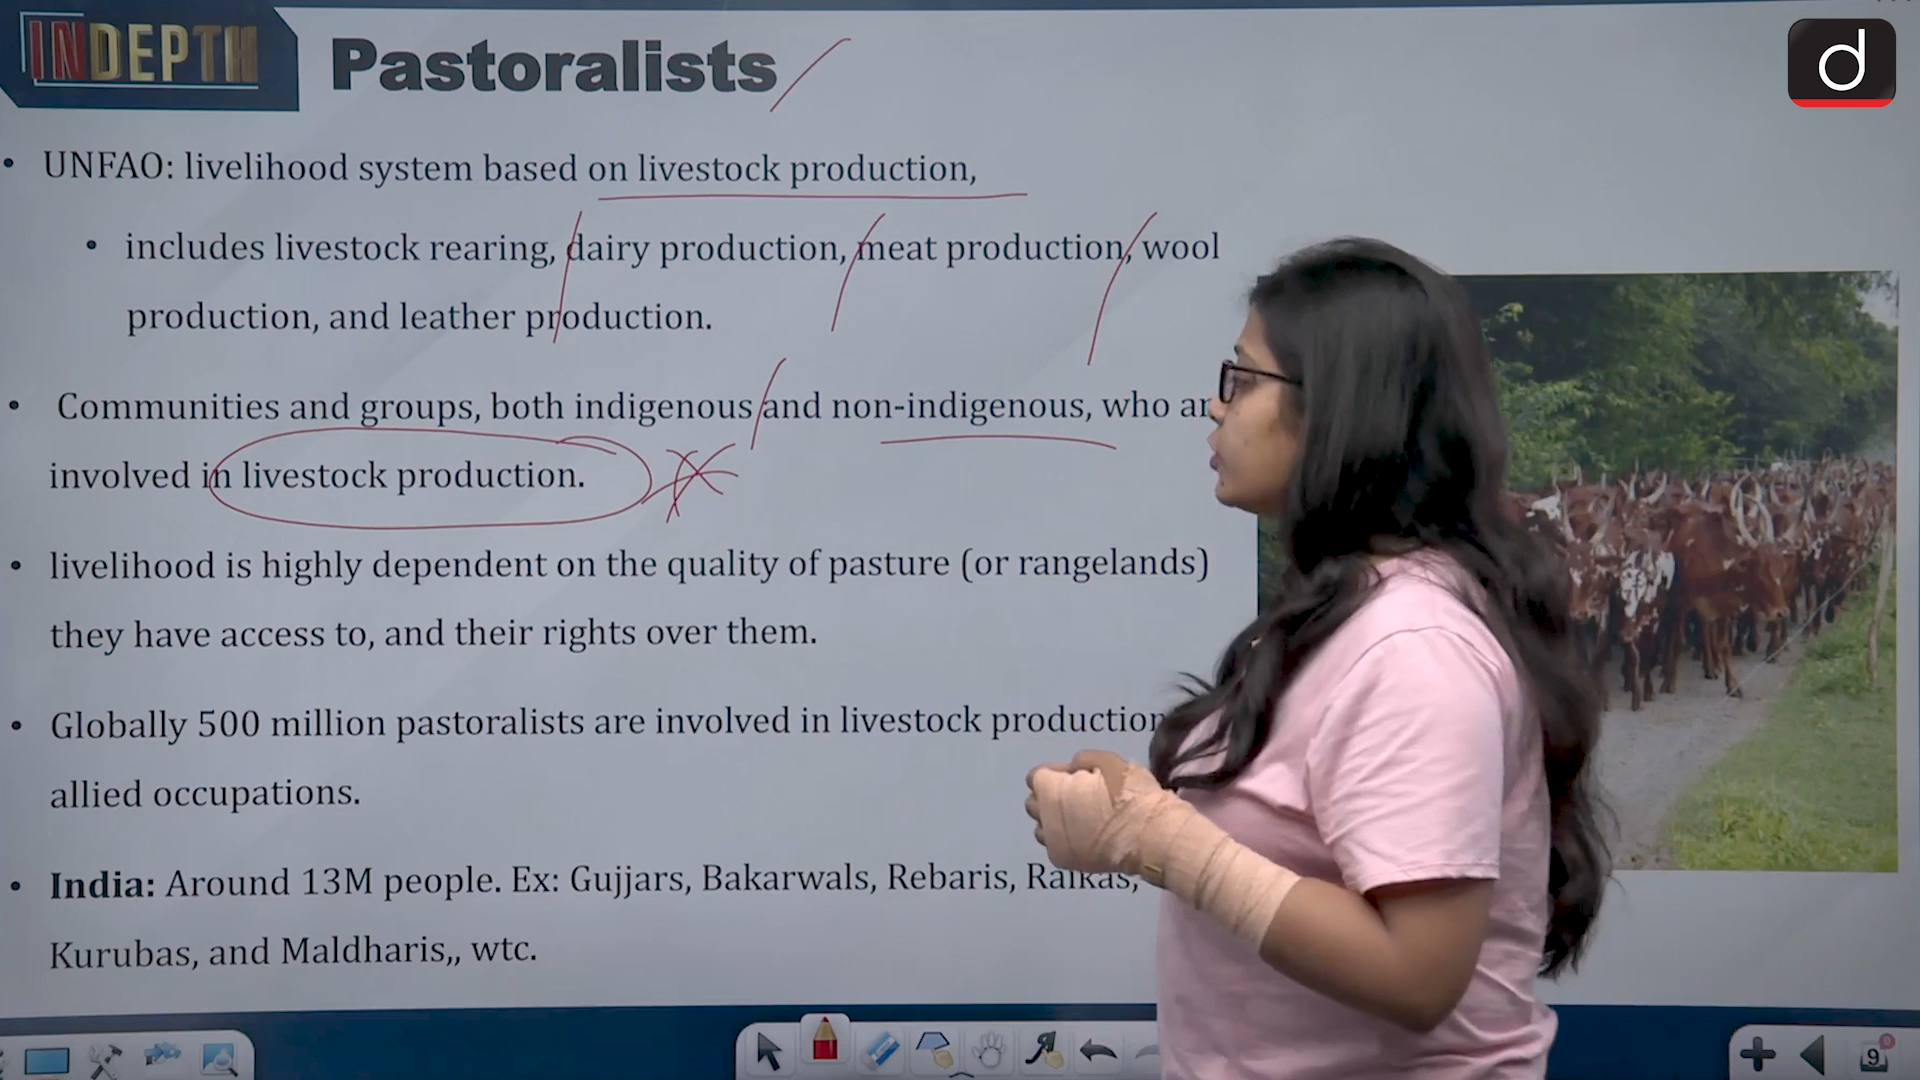 INDEPTH
Pastoralists
d
• UNFAO: livelihood system based on livestock production,
• includes livestock rearing, dairy production, meat production, wool
production, and leather production.
• Communities and groups, both indigenous and non-indigenous, who
involved in livestock production.
• livelihood is highly dependent on the quality of pasture (or rangelands)
they have access to, and their rights over them.
• Globally 500 million pastoralists are involved in livestock production
allied occupations.
• India: Around 13M people. Ex: Gujjars, Bakarwals, Rebaris, Raikas,
Kurubas, and Maldharis,, wtc.
9